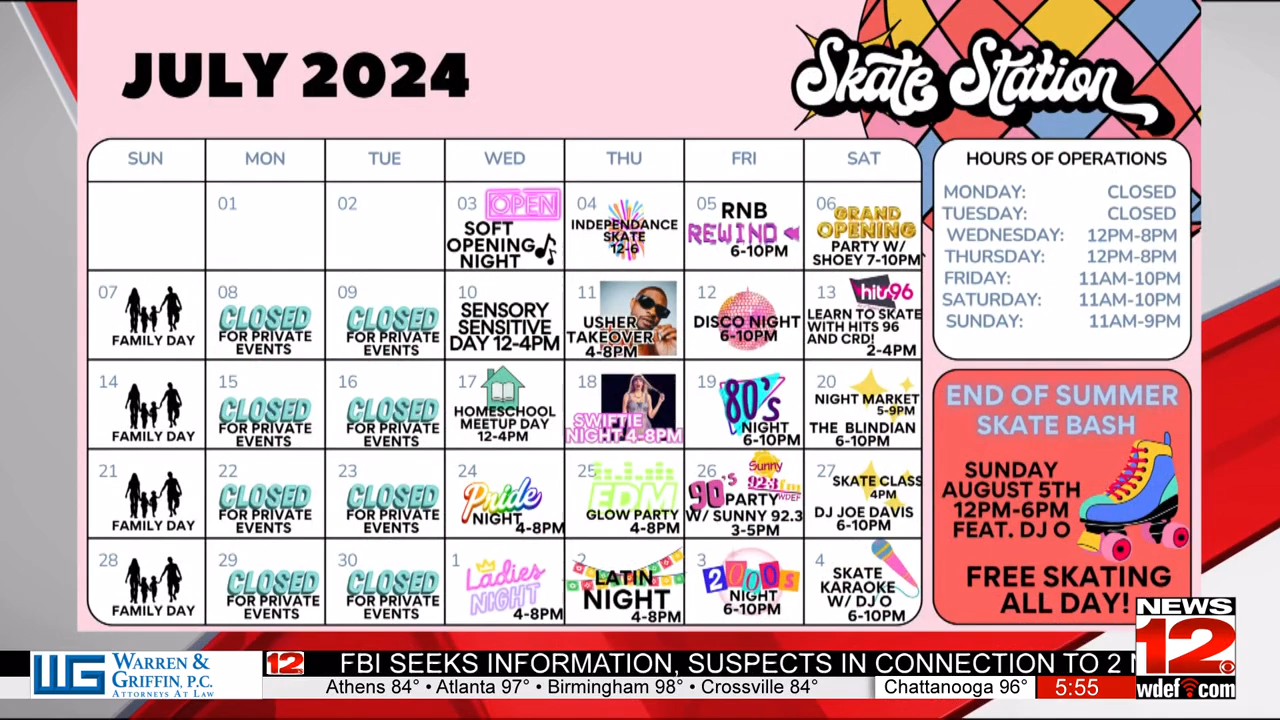 JULY 2024
Skate Station
SUN MON TUE WED THU FRI SAT
01
02
03 OPEN
SOFT
OPENING
NIGHT
04
INDEPENDANCE
SKATE
12-6
05 RNB
REWIND
6-10PM
06
GRAND
OPENING
PARTY W/
SHOEY 7-10PM
07
FAMILY DAY
08
CLOSED
FOR PRIVATE
EVENTS
09
CLOSED
FOR PRIVATE
EVENTS
10
SENSORY
SENSITIVE
DAY 12-4PM
11
USHER
TAKEOVER
4-8PM
12
DISCO NIGHT
6-10PM
13 hits96
LEARN TO SKATE
WITH HITS 96
AND CRD!
2-4PM
14
FAMILY DAY
15
CLOSED
FOR PRIVATE
EVENTS
16
CLOSED
FOR PRIVATE
EVENTS
17
HOMESCHOOL
MEETUP DAY
12-4PM
18
SWIFTIE
NIGHT 4-8PM
19
80'S
NIGHT
6-10PM
20
NIGHT MARKET
5-9PM
THE BLINDIAN
6-10PM
21
FAMILY DAY
22
CLOSED
FOR PRIVATE
EVENTS
23
CLOSED
FOR PRIVATE
EVENTS
24
Pride
NIGHT
4-8PM
25
EDM
GLOW PARTY
4-8PM
26 Sunny
92.3fm
WDEF
90'S
PARTY
W/ SUNNY 92.3
3-5PM
27
SKATE CLASS
4PM
DJ JOE DAVIS
6-10PM
28
FAMILY DAY
29
CLOSED
FOR PRIVATE
EVENTS
30
CLOSED
FOR PRIVATE
EVENTS
1
Ladies
NIGHT
4-8PM
2
LATIN
NIGHT
4-8PM
3
2000s
NIGHT
6-10PM
4
SKATE
KARAOKE
W/ DJ O
6-10PM
HOURS OF OPERATIONS
MONDAY: CLOSED
TUESDAY: CLOSED
WEDNESDAY: 12PM-8PM
THURSDAY: 12PM-8PM
FRIDAY: 11AM-10PM
SATURDAY: 11AM-10PM
SUNDAY: 11AM-9PM
END OF SUMMER
SKATE BASH
SUNDAY
AUGUST 5TH
12PM-6PM
FEAT. DJ O
FREE SKATING
ALL DAY!
NEWS
12
wdef.com
WG WARREN &
GRIFFIN, P.C.
ATTORNEYS AT LAW
12 FBI SEEKS INFORMATION, SUSPECTS IN CONNECTION TO 2
Athens 84° • Atlanta 97° • Birmingham 98° • Crossville 84°
Chattanooga 96° 5:55